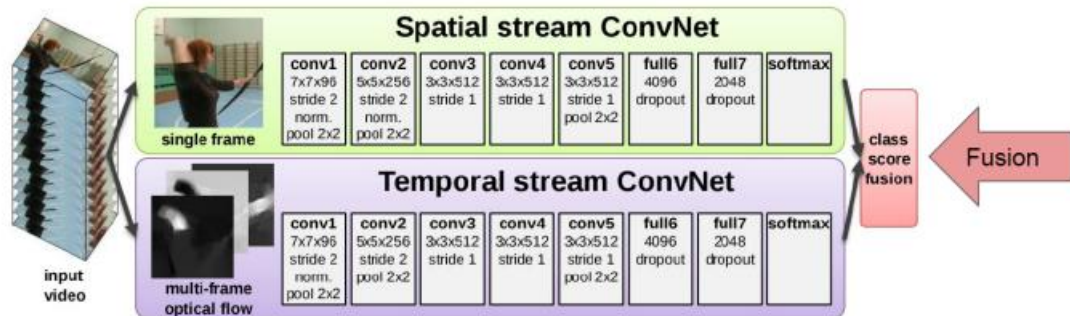 Spatial stream ConvNet
conv1
7x7x96
stride 2
norm.
pool 2x2
conv2
5x5x256
stride 2
norm.
pool 2x2
conv3
3x3x512
stride 1
conv4
3x3x512
stride 1
conv5
3x3x512
stride 1
pool 2x2
full6
4096
dropout
full7
2048
dropout
softmax
single frame
Temporal stream ConvNet
conv1
7x7x96
stride 2
norm.
pool 2x2
conv2
5x5x256
stride 2
pool 2x2
conv3
3x3x512
stride 1
conv4
3x3x512
stride 1
conv5
3x3x512
stride 1
pool 2x2
full6
4096
dropout
full7
2048
dropout
softmax
multi-frame
optical flow
input
video
class
score
fusion
Fusion